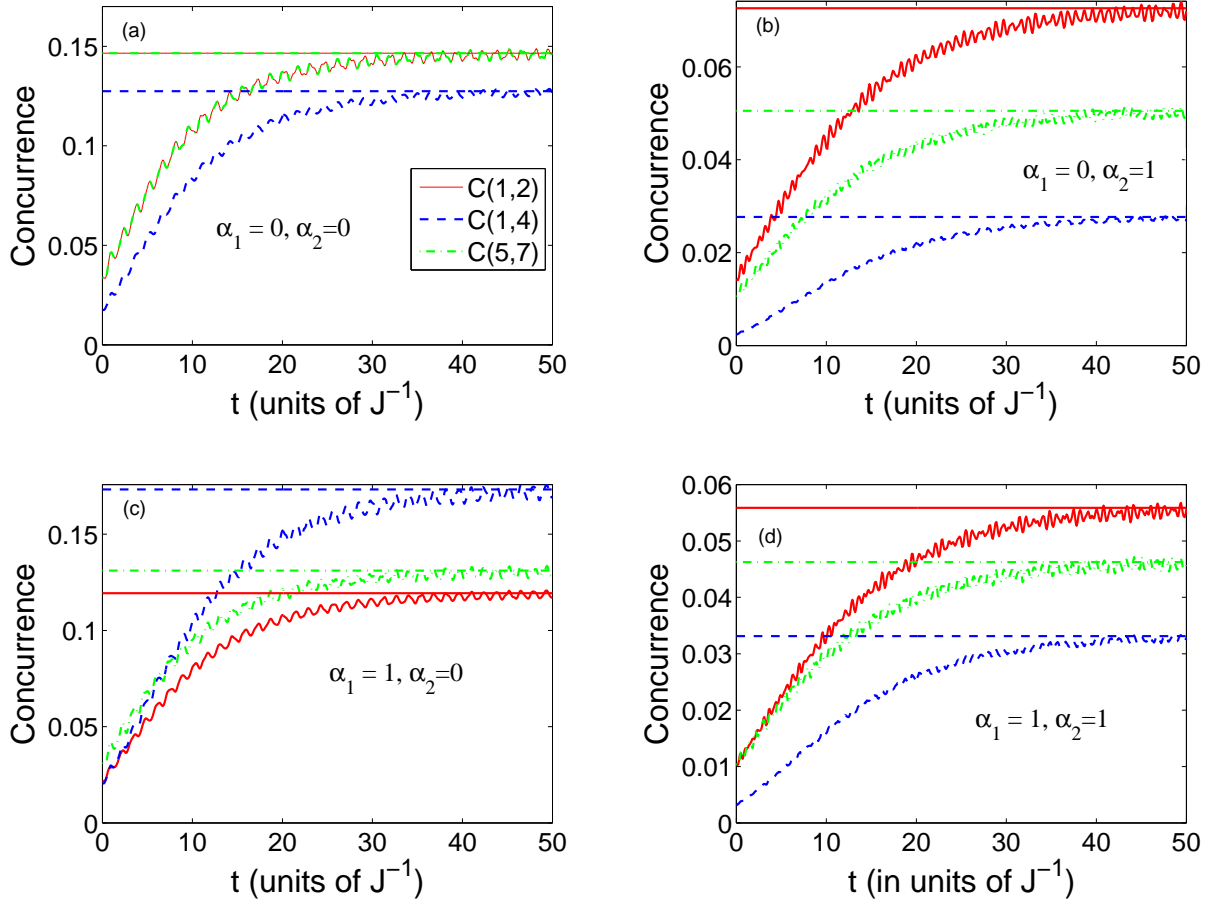 (a)
Concurrence
0.15
0.1
0.05
0
α₁ = 0, α₂=0
C(1,2)
C(1,4)
C(5,7)
0 10 20 30 40 50
t (units of J⁻¹)
(b)
Concurrence
0.06
0.04
0.02
0
α₁ = 0, α₂=1
0 10 20 30 40 50
t (units of J⁻¹)
(c)
Concurrence
0.15
0.1
0.05
0
α₁ = 1, α₂=0
0 10 20 30 40 50
t (units of J⁻¹)
(d)
Concurrence
0.06
0.05
0.04
0.03
0.02
0.01
0
α₁ = 1, α₂=1
0 10 20 30 40 50
t (in units of J⁻¹)